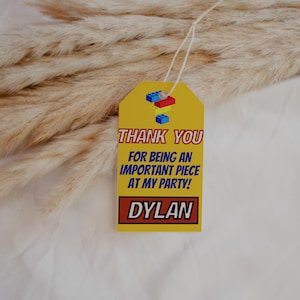 THANK YOU
FOR BEING AN
IMPORTANT PIECE
AT MY PARTY!
DYLAN